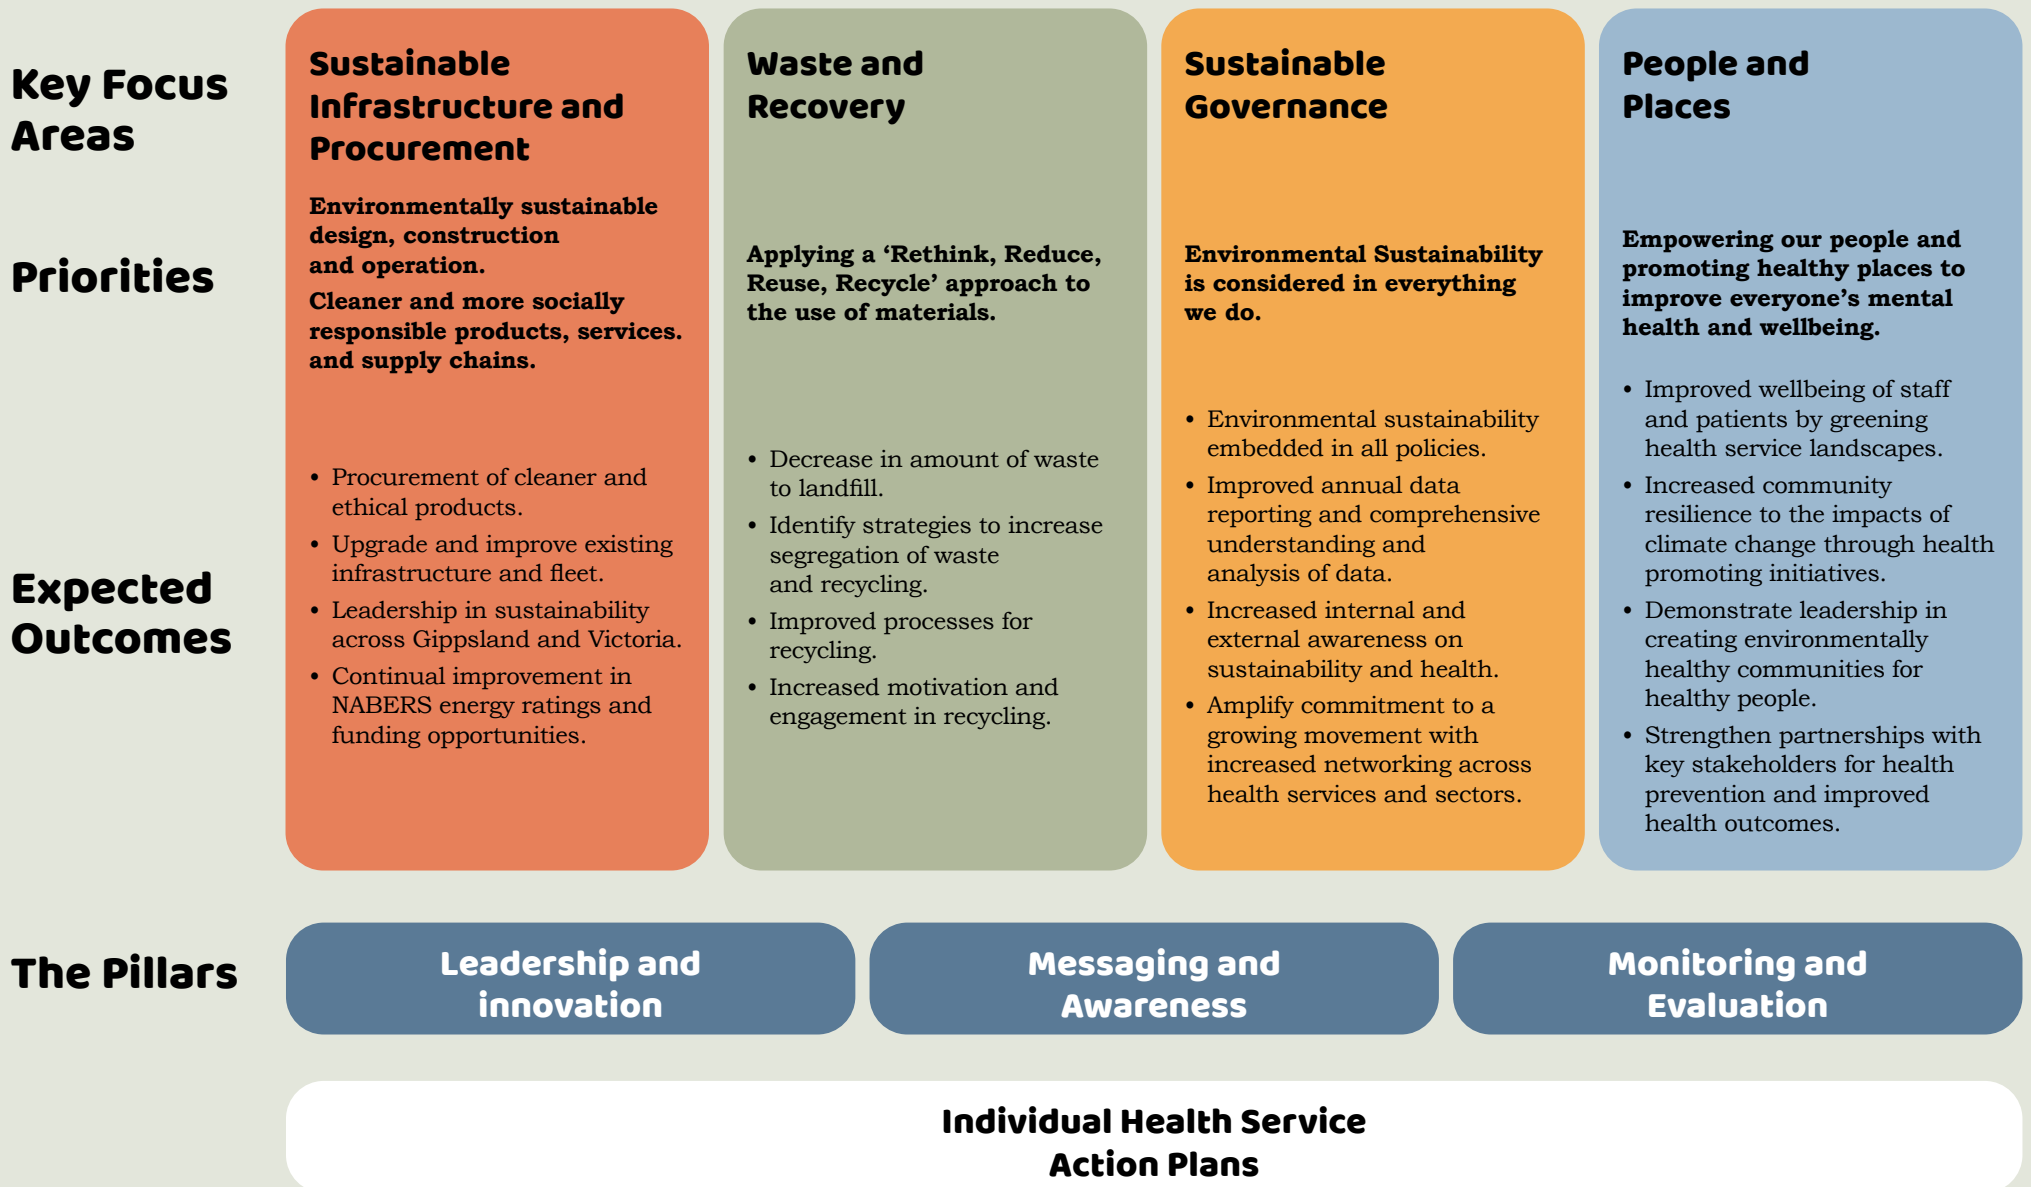 Key Focus
Areas
Sustainable
Infrastructure and
Procurement
Waste and
Recovery
Sustainable
Governance
People and
Places
Priorities
Environmentally sustainable
design, construction
and operation.
Cleaner and more socially
responsible products, services.
and supply chains.
Applying a ‘Rethink, Reduce,
Reuse, Recycle’ approach to
the use of materials.
Environmental Sustainability
is considered in everything
we do.
Empowering our people and
promoting healthy places to
improve everyone’s mental
health and wellbeing.
Expected
Outcomes
• Procurement of cleaner and
ethical products.
• Upgrade and improve existing
infrastructure and fleet.
• Leadership in sustainability
across Gippsland and Victoria.
• Continual improvement in
NABERS energy ratings and
funding opportunities.
• Decrease in amount of waste
to landfill.
• Identify strategies to increase
segregation of waste
and recycling.
• Improved processes for
recycling.
• Increased motivation and
engagement in recycling.
• Environmental sustainability
embedded in all policies.
• Improved annual data
reporting and comprehensive
understanding and
analysis of data.
• Increased internal and
external awareness on
sustainability and health.
• Amplify commitment to a
growing movement with
increased networking across
health services and sectors.
• Improved wellbeing of staff
and patients by greening
health service landscapes.
• Increased community
resilience to the impacts of
climate change through health
promoting initiatives.
• Demonstrate leadership in
creating environmentally
healthy communities for
healthy people.
• Strengthen partnerships with
key stakeholders for health
prevention and improved
health outcomes.
The Pillars
Leadership and
innovation
Messaging and
Awareness
Monitoring and
Evaluation
Individual Health Service
Action Plans